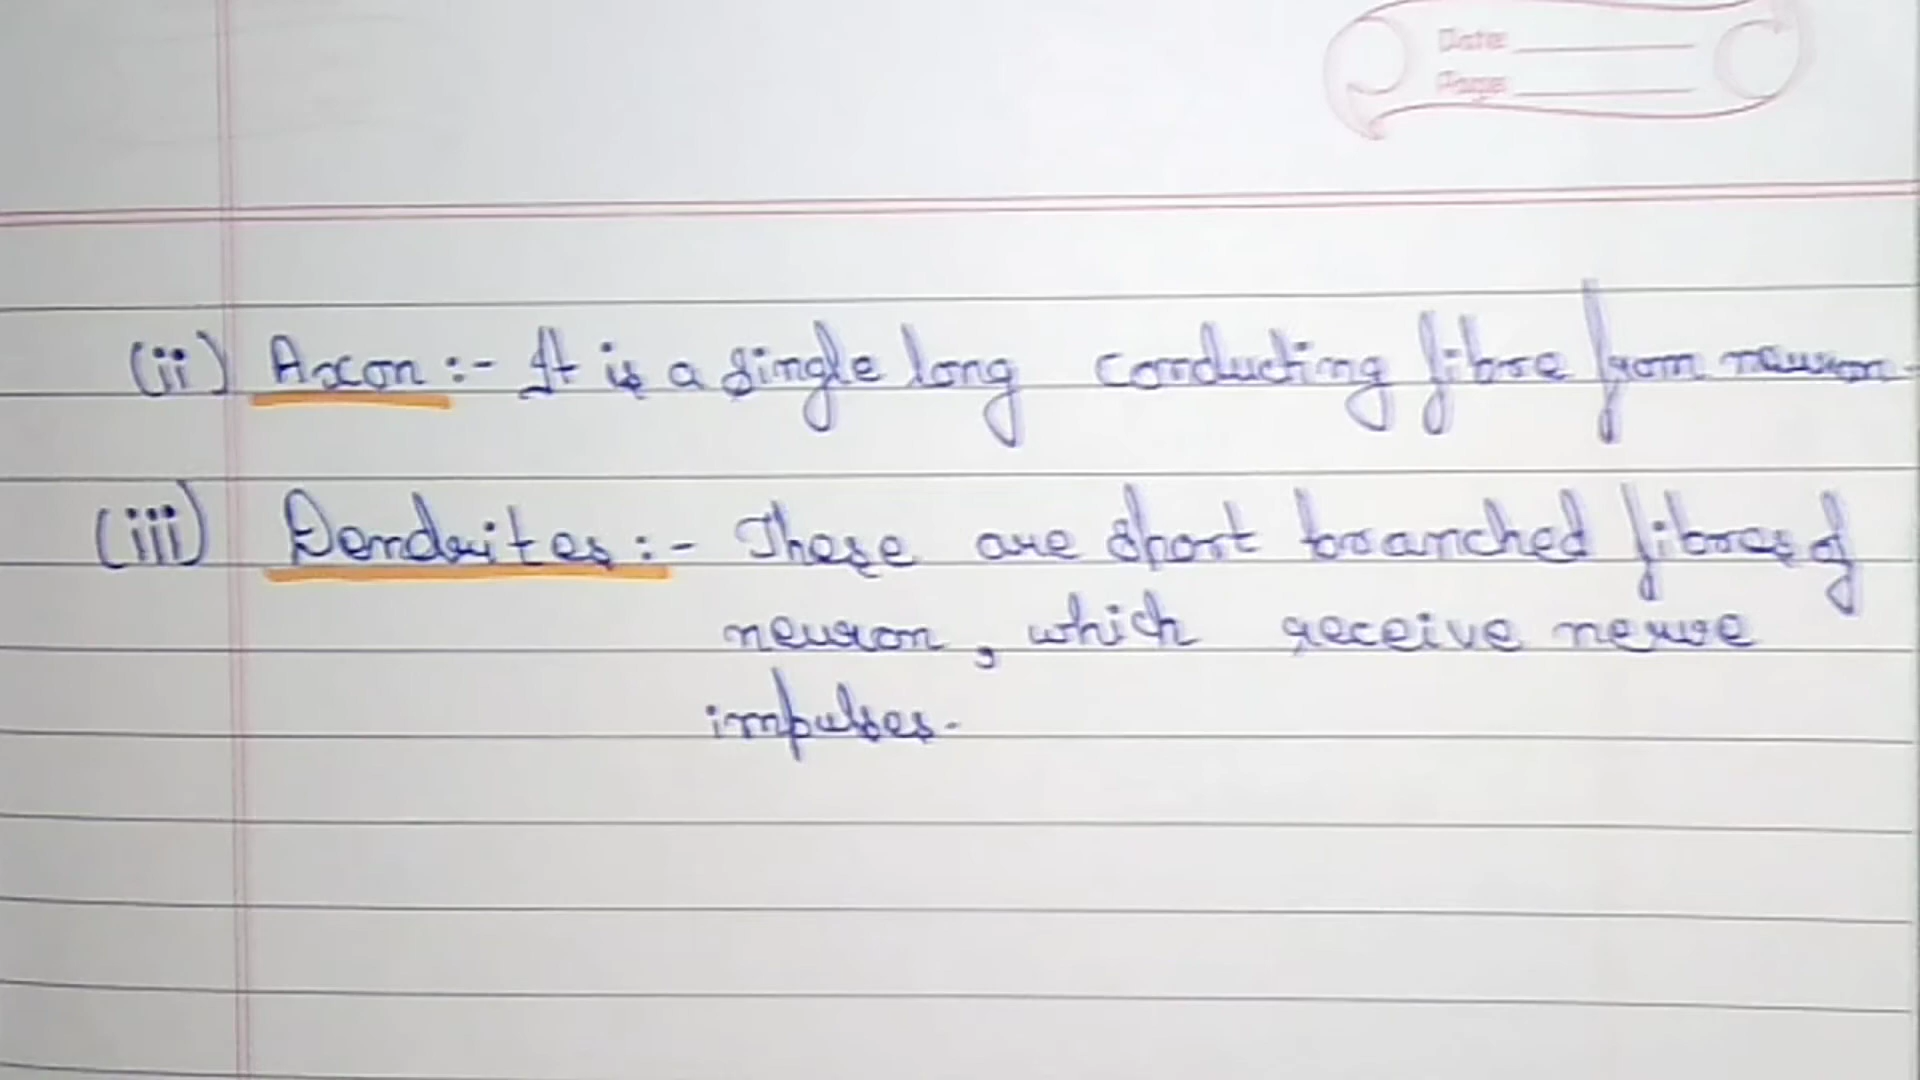 Date:
Page:
(ii) Axon :- It is a single long conducting fibre from neuron.
(iii) Dendrites :- These are short branched fibres of
neuron, which receive nerve
impulses.